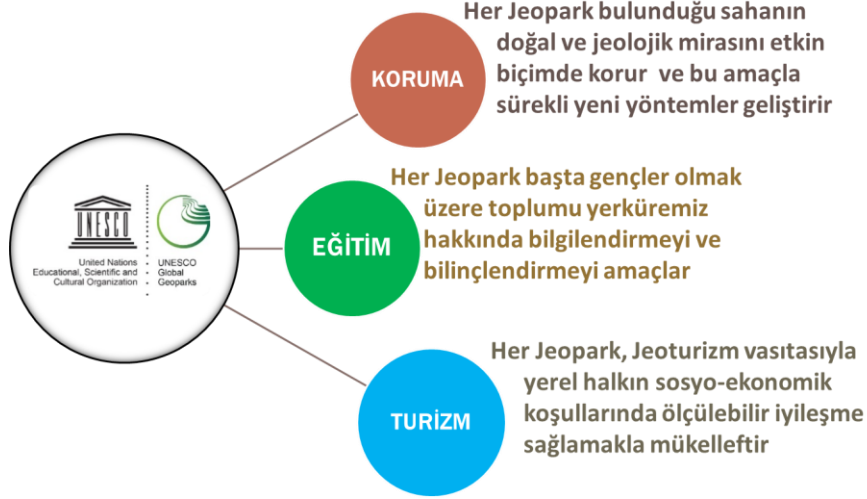 Her Jeopark bulunduğu sahanın
doğal ve jeolojik mirasını etkin
biçimde korur ve bu amaçla
sürekli yeni yöntemler geliştirir
KORUMA
UNESCO
United Nations
Educational, Scientific and
Cultural Organization
UNESCO
Global
Geoparks
Her Jeopark başta gençler olmak
üzere toplumu yerküremiz
hakkında bilgilendirmeyi ve
bilinçlendirmeyi amaçlar
EĞİTİM
Her Jeopark, Jeoturizm vasıtasıyla
yerel halkın sosyo-ekonomik
koşullarında ölçülebilir iyileşme
sağlamakla mükelleftir
TURİZM